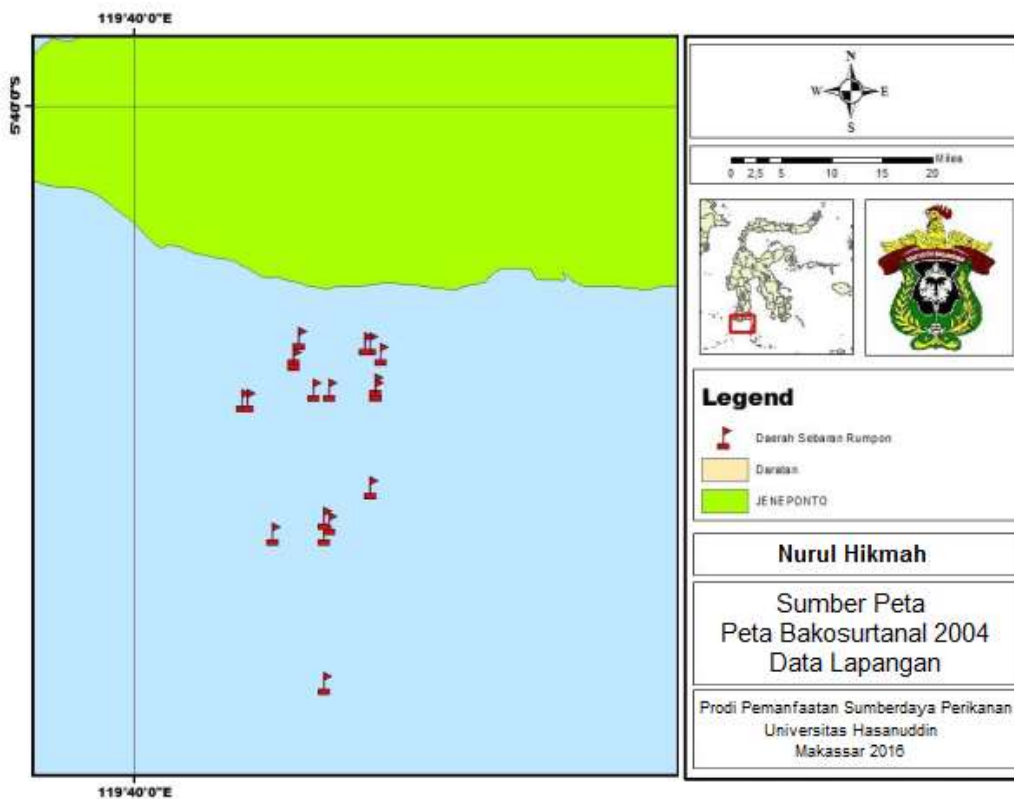 119°40'0"E
5°40'0"S
N
W E
S
Miles
0 2,5 5 10 15 20
Legend
Daerah Sebaran Rumpon
Daratan
JENEPONTO
Nurul Hikmah
Sumber Peta
Peta Bakosurtanal 2004
Data Lapangan
Prodi Pemanfaatan Sumberdaya Perikanan
Universitas Hasanuddin
Makassar 2016
119°40'0"E